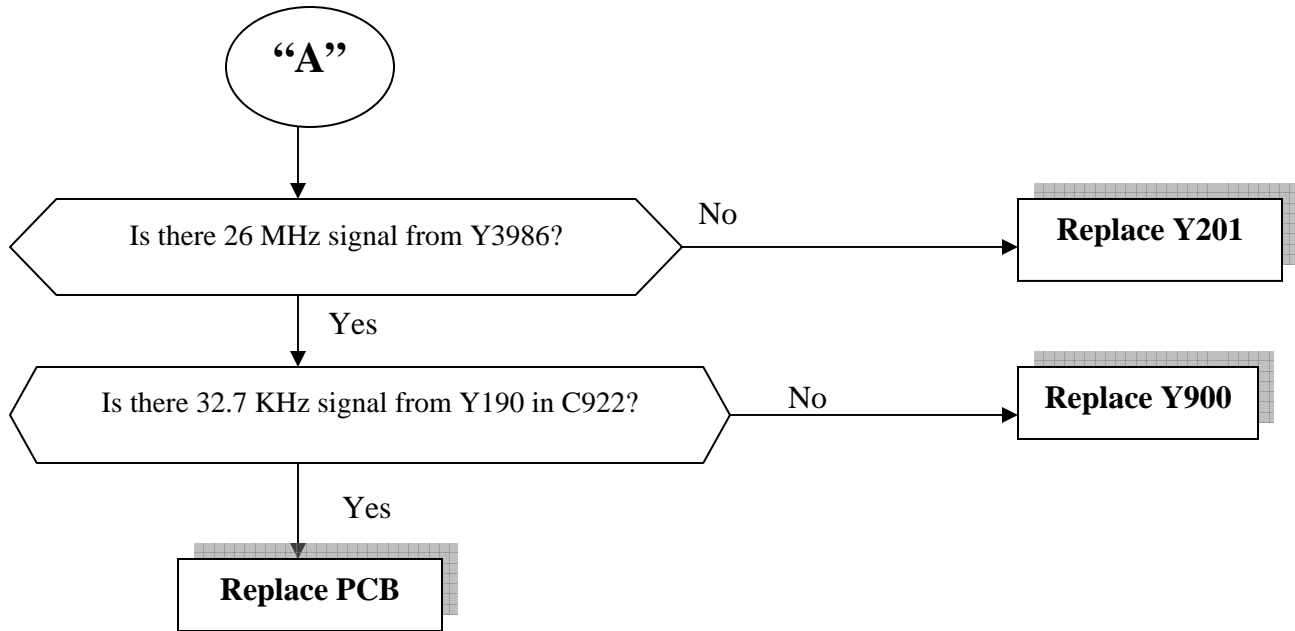 “A”
Is there 26 MHz signal from Y3986?
No
Replace Y201
Yes
Is there 32.7 KHz signal from Y190 in C922?
No
Replace Y900
Yes
Replace PCB